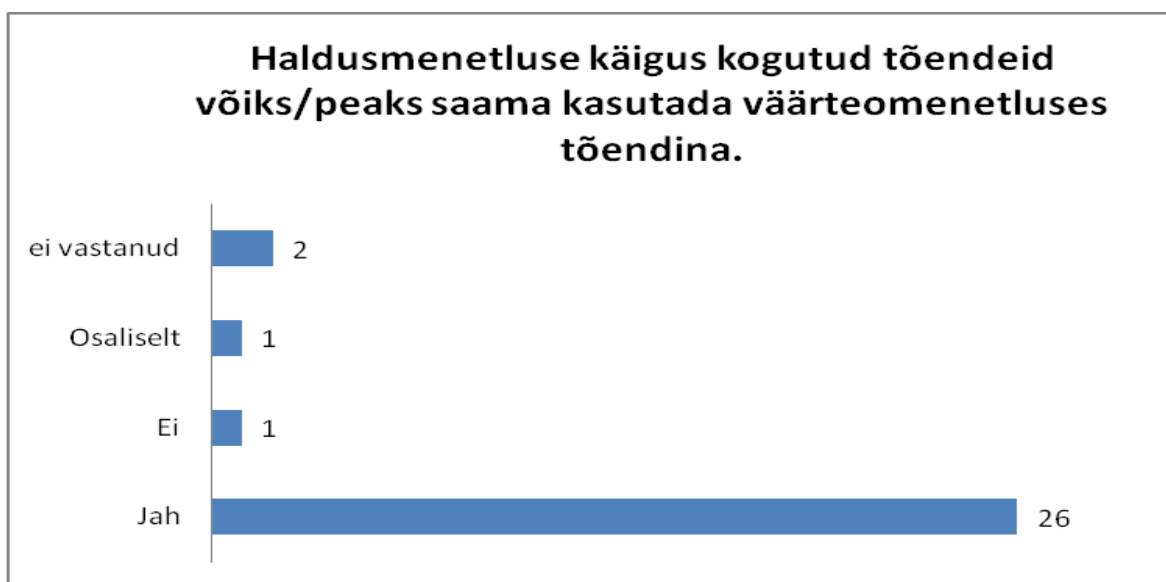 Haldusmenetluse käigus kogutud tõendeid
võiks/peaks saama kasutada väärteomenetluses
tõendina.
ei vastanud 2
Osaliselt 1
Ei 1
Jah 26